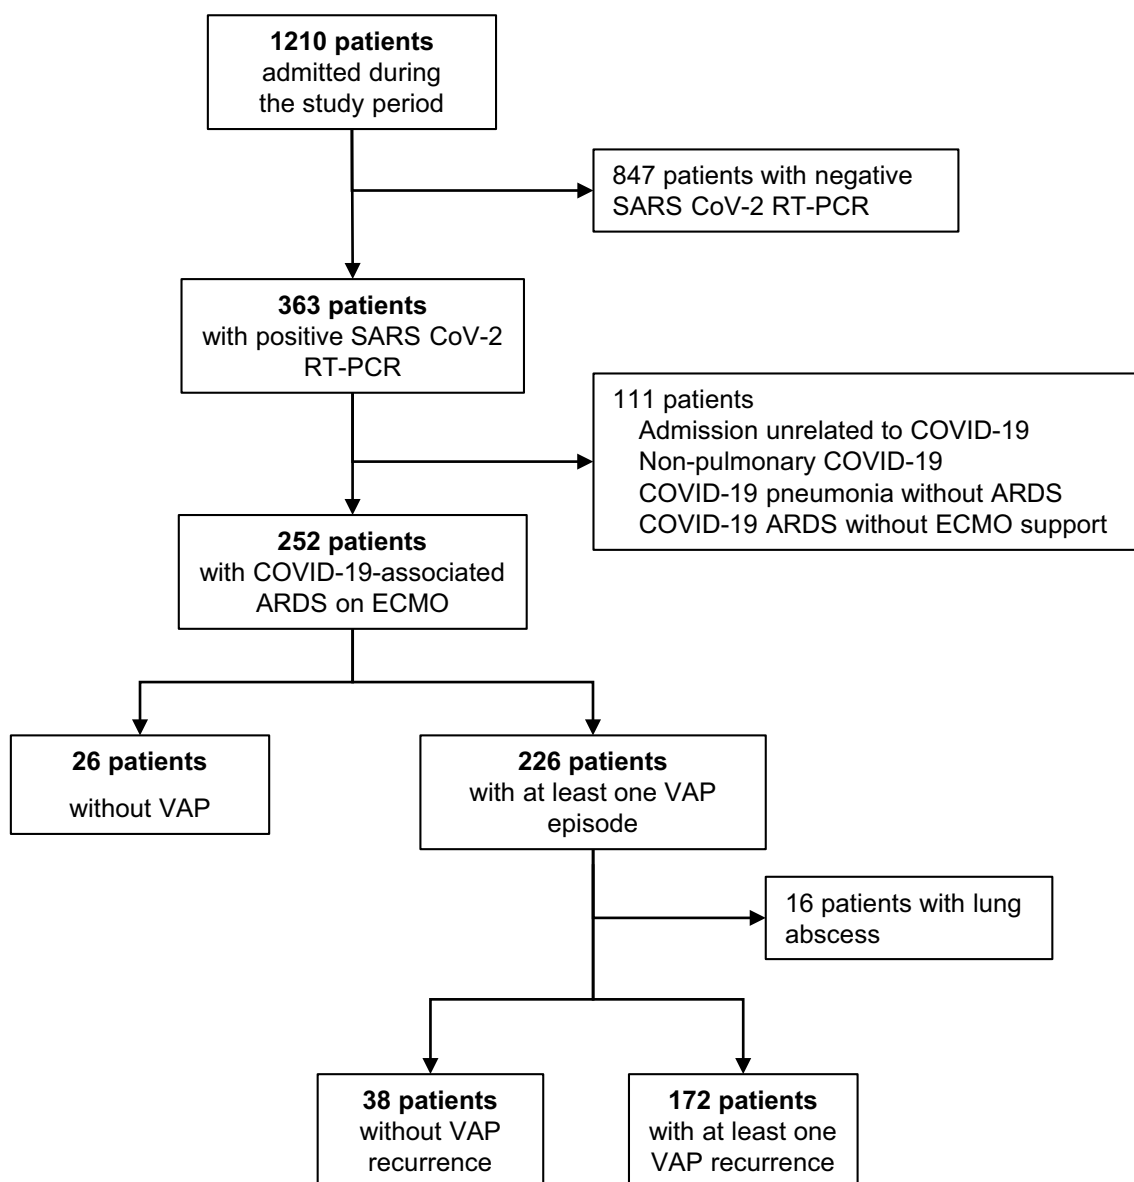 1210 patients
admitted during
the study period
847 patients with negative
SARS CoV-2 RT-PCR
363 patients
with positive SARS CoV-2
RT-PCR
111 patients
Admission unrelated to COVID-19
Non-pulmonary COVID-19
COVID-19 pneumonia without ARDS
COVID-19 ARDS without ECMO support
252 patients
with COVID-19-associated
ARDS on ECMO
26 patients
without VAP
226 patients
with at least one VAP
episode
16 patients with lung
abscess
38 patients
without VAP
recurrence
172 patients
with at least one
VAP recurrence